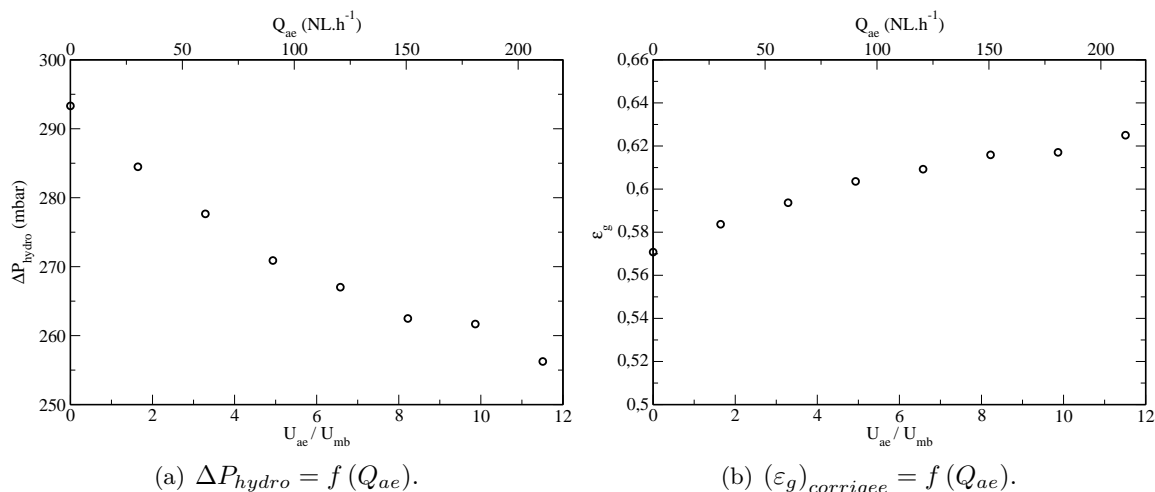 Q_ae (NL.h^-1)
0 50 100 150 200
300
290
280
270
260
250
ΔP_hydro (mbar)
0 2 4 6 8 10 12
U_ae / U_mb
(a) ΔP_hydro = f (Q_ae).
Q_ae (NL.h^-1)
0 50 100 150 200
0,66
0,64
0,62
0,6
0,58
0,56
0,54
0,52
0,5
ε_g
0 2 4 6 8 10 12
U_ae / U_mb
(b) (ε_g)_corrigee = f (Q_ae).